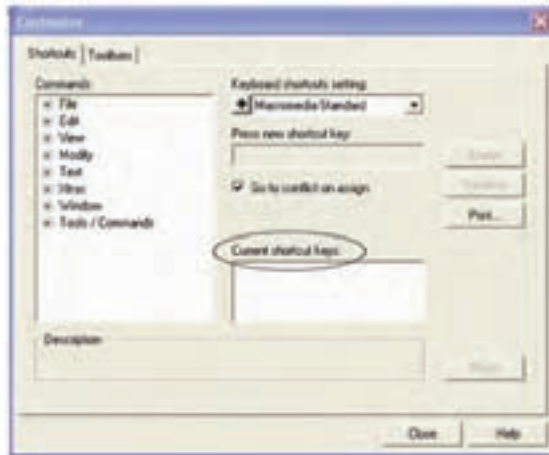 Customize
Shortcuts
Toolbars
Commands:
File
Edit
View
Modify
Text
Xtras
Window
Tools / Commands
Keyboard shortcuts setting:
Macromedia Standard
Press new shortcut key:
Go to conflict on assign
Print...
Current shortcut keys:
Description
Close
Help